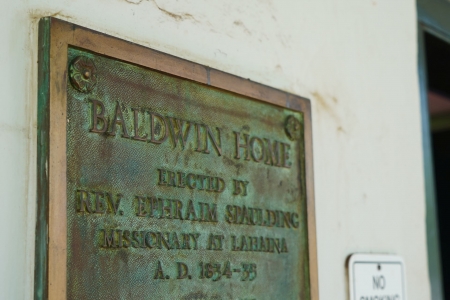 BALDWIN HOME
ERECTED BY
REV. EPHRAIM SPAULDING
MISSIONARY AT LAHAINA
A. D. 1834-35
NO